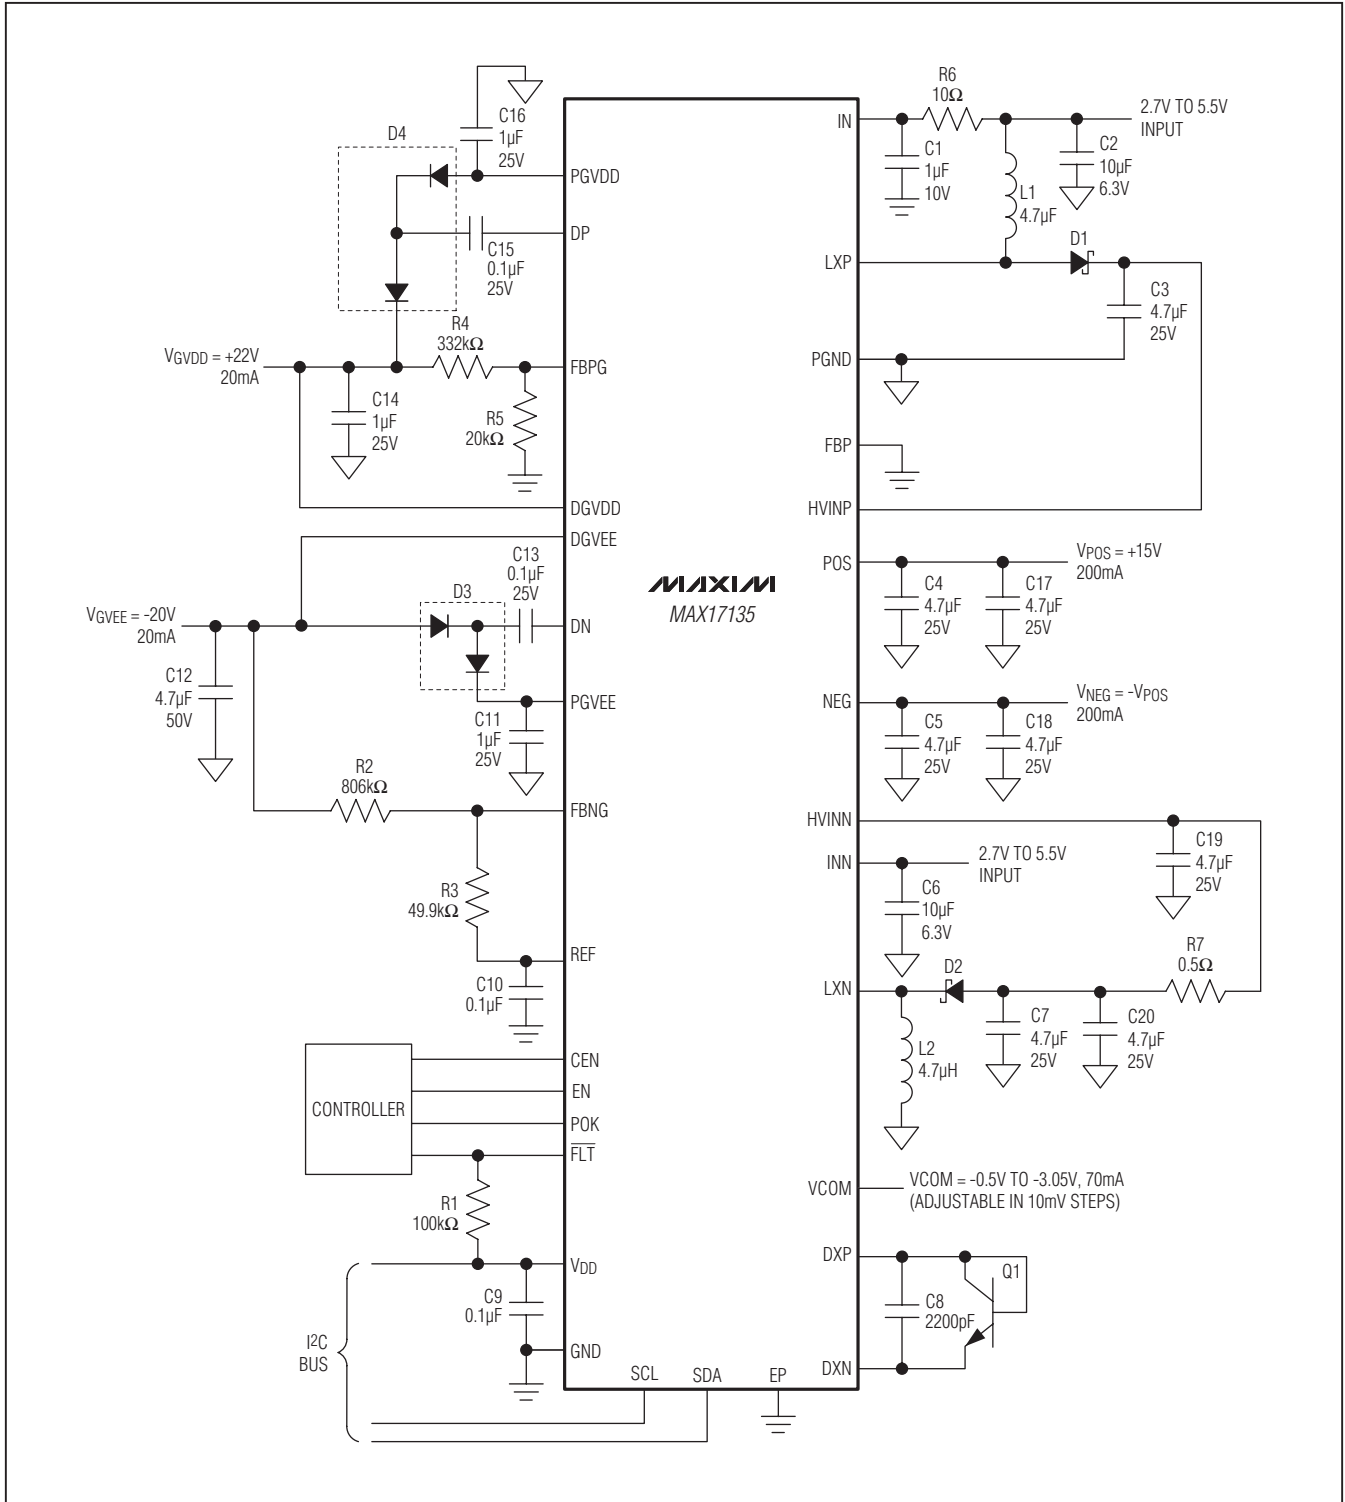 C16
1µF
25V
D4
PGVDD
DP
C15
0.1µF
25V
R4
332kΩ
VGVDD = +22V
20mA
FBPG
C14
1µF
25V
R5
20kΩ
DGVDD
DGVEE
C13
0.1µF
25V
D3
VGVEE = -20V
20mA
DN
C12
4.7µF
50V
PGVEE
C11
1µF
25V
R2
806kΩ
FBNG
R3
49.9kΩ
REF
C10
0.1µF
CEN
EN
CONTROLLER
POK
FLT
R1
100kΩ
VDD
C9
0.1µF
I2C
BUS
GND
SCL
SDA
EP
MAXIM
MAX17135
R6
10Ω
IN
2.7V TO 5.5V
INPUT
C1
1µF
10V
C2
10µF
6.3V
L1
4.7µF
D1
LXP
C3
4.7µF
25V
PGND
FBP
HVINP
POS
VPOS = +15V
200mA
C4
4.7µF
25V
C17
4.7µF
25V
NEG
VNEG = -VPOS
200mA
C5
4.7µF
25V
C18
4.7µF
25V
HVINN
C19
4.7µF
25V
INN
2.7V TO 5.5V
INPUT
C6
10µF
6.3V
R7
0.5Ω
D2
LXN
C7
4.7µF
25V
C20
4.7µF
25V
L2
4.7µH
VCOM
VCOM = -0.5V TO -3.05V, 70mA
(ADJUSTABLE IN 10mV STEPS)
DXP
Q1
C8
2200pF
DXN